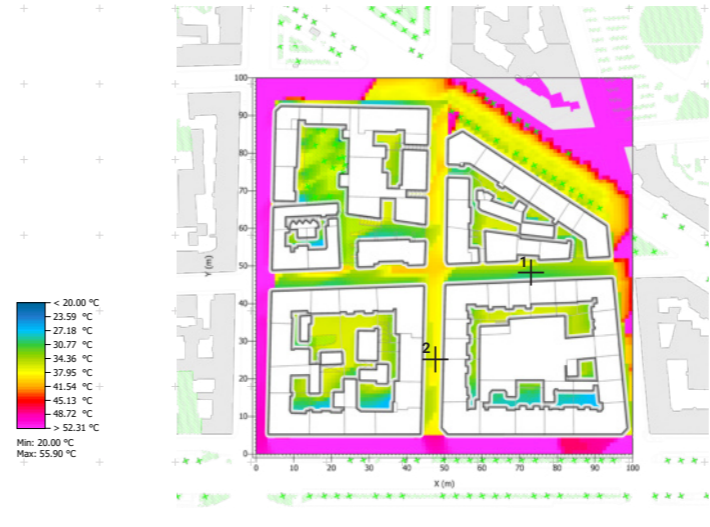 < 20.00 °C
23.59 °C
27.18 °C
30.77 °C
34.36 °C
37.95 °C
41.54 °C
45.13 °C
48.72 °C
> 52.31 °C
Min: 20.00 °C
Max: 55.90 °C
100
90
80
70
60
50
40
30
20
10
0
Y (m)
1
2
0 10 20 30 40 50 60 70 80 90 100
X (m)